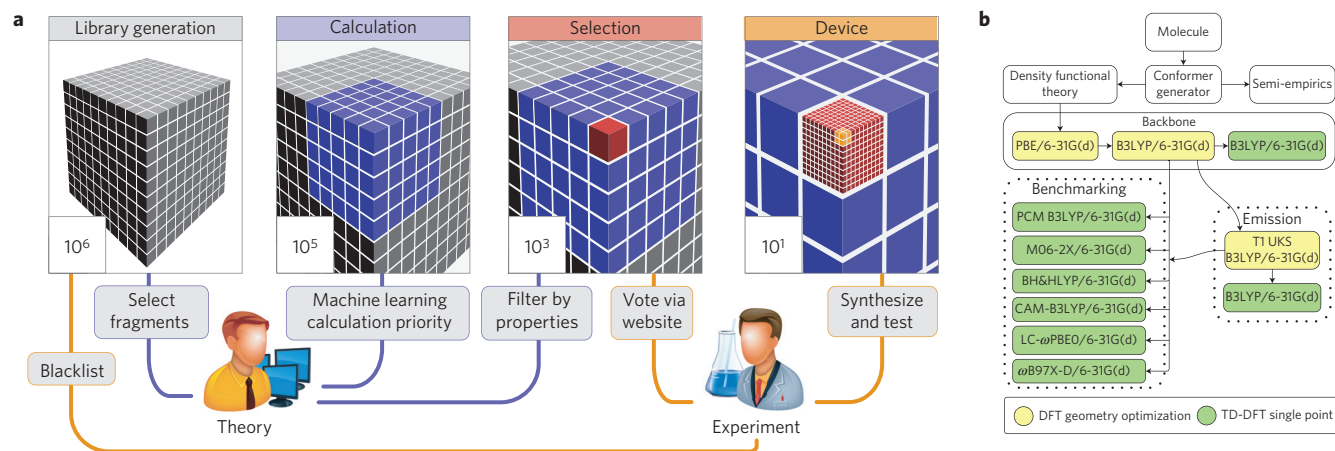 a
Library generation
Calculation
Selection
Device
10⁶
10⁵
10³
10¹
Select
fragments
Machine learning
calculation priority
Filter by
properties
Vote via
website
Synthesize
and test
Blacklist
Theory
Experiment
b
Molecule
Density functional
theory
Conformer
generator
Semi-empirics
Backbone
PBE/6-31G(d)
B3LYP/6-31G(d)
B3LYP/6-31G(d)
Benchmarking
PCM B3LYP/6-31G(d)
M06-2X/6-31G(d)
BH&HLYP/6-31G(d)
CAM-B3LYP/6-31G(d)
LC-ωPBE0/6-31G(d)
ωB97X-D/6-31G(d)
Emission
T1 UKS
B3LYP/6-31G(d)
B3LYP/6-31G(d)
DFT geometry optimization
TD-DFT single point